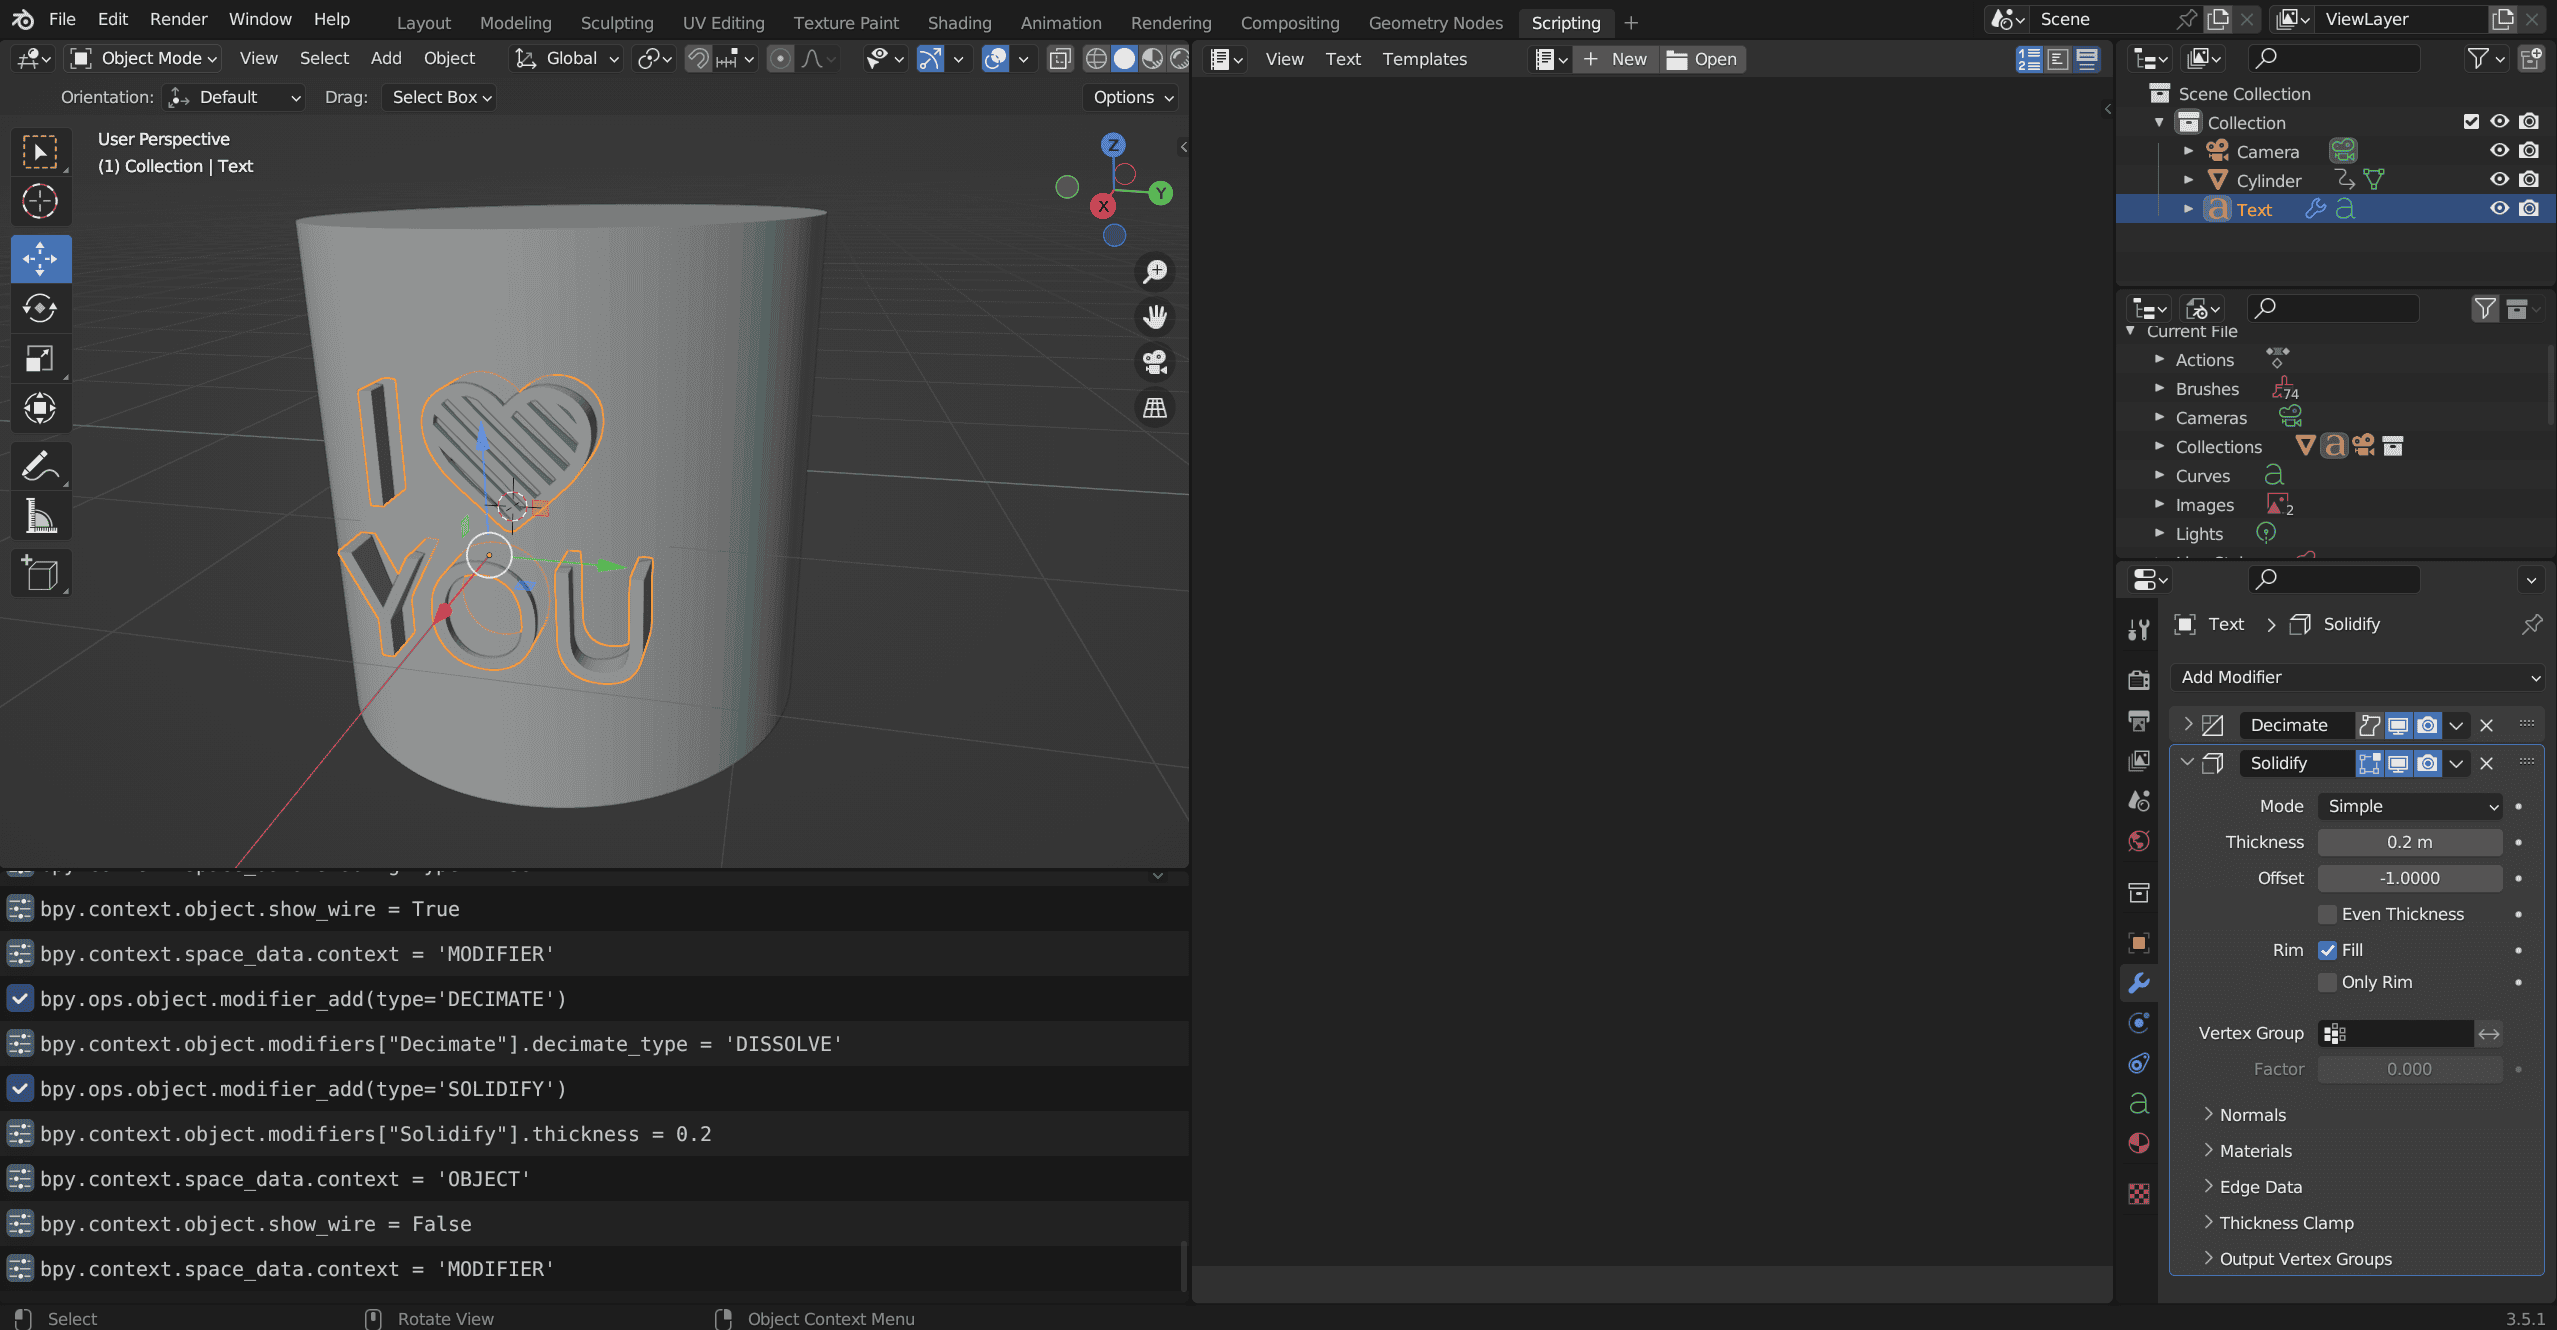 File Edit Render Window Help Layout Modeling Sculpting UV Editing Texture Paint Shading Animation Rendering Compositing Geometry Nodes Scripting + Scene ViewLayer
Object Mode View Select Add Object Global
Orientation: Default Drag: Select Box Options
User Perspective
(1) Collection | Text
Z
Y
X
I
YOU
bpy.context.object.show_wire = True
bpy.context.space_data.context = 'MODIFIER'
bpy.ops.object.modifier_add(type='DECIMATE')
bpy.context.object.modifiers["Decimate"].decimate_type = 'DISSOLVE'
bpy.ops.object.modifier_add(type='SOLIDIFY')
bpy.context.object.modifiers["Solidify"].thickness = 0.2
bpy.context.space_data.context = 'OBJECT'
bpy.context.object.show_wire = False
bpy.context.space_data.context = 'MODIFIER'
View Text Templates + New Open
Scene Collection
Collection
Camera
Cylinder
a Text a
Current File
Actions
Brushes 74
Cameras
Collections a
Curves a
Images 2
Lights
Text > Solidify
Add Modifier
Decimate
Solidify
Mode Simple
Thickness 0.2 m
Offset -1.0000
Even Thickness
Rim Fill
Only Rim
Vertex Group
Factor 0.000
Normals
Materials
Edge Data
Thickness Clamp
Output Vertex Groups
Select Rotate View Object Context Menu 3.5.1